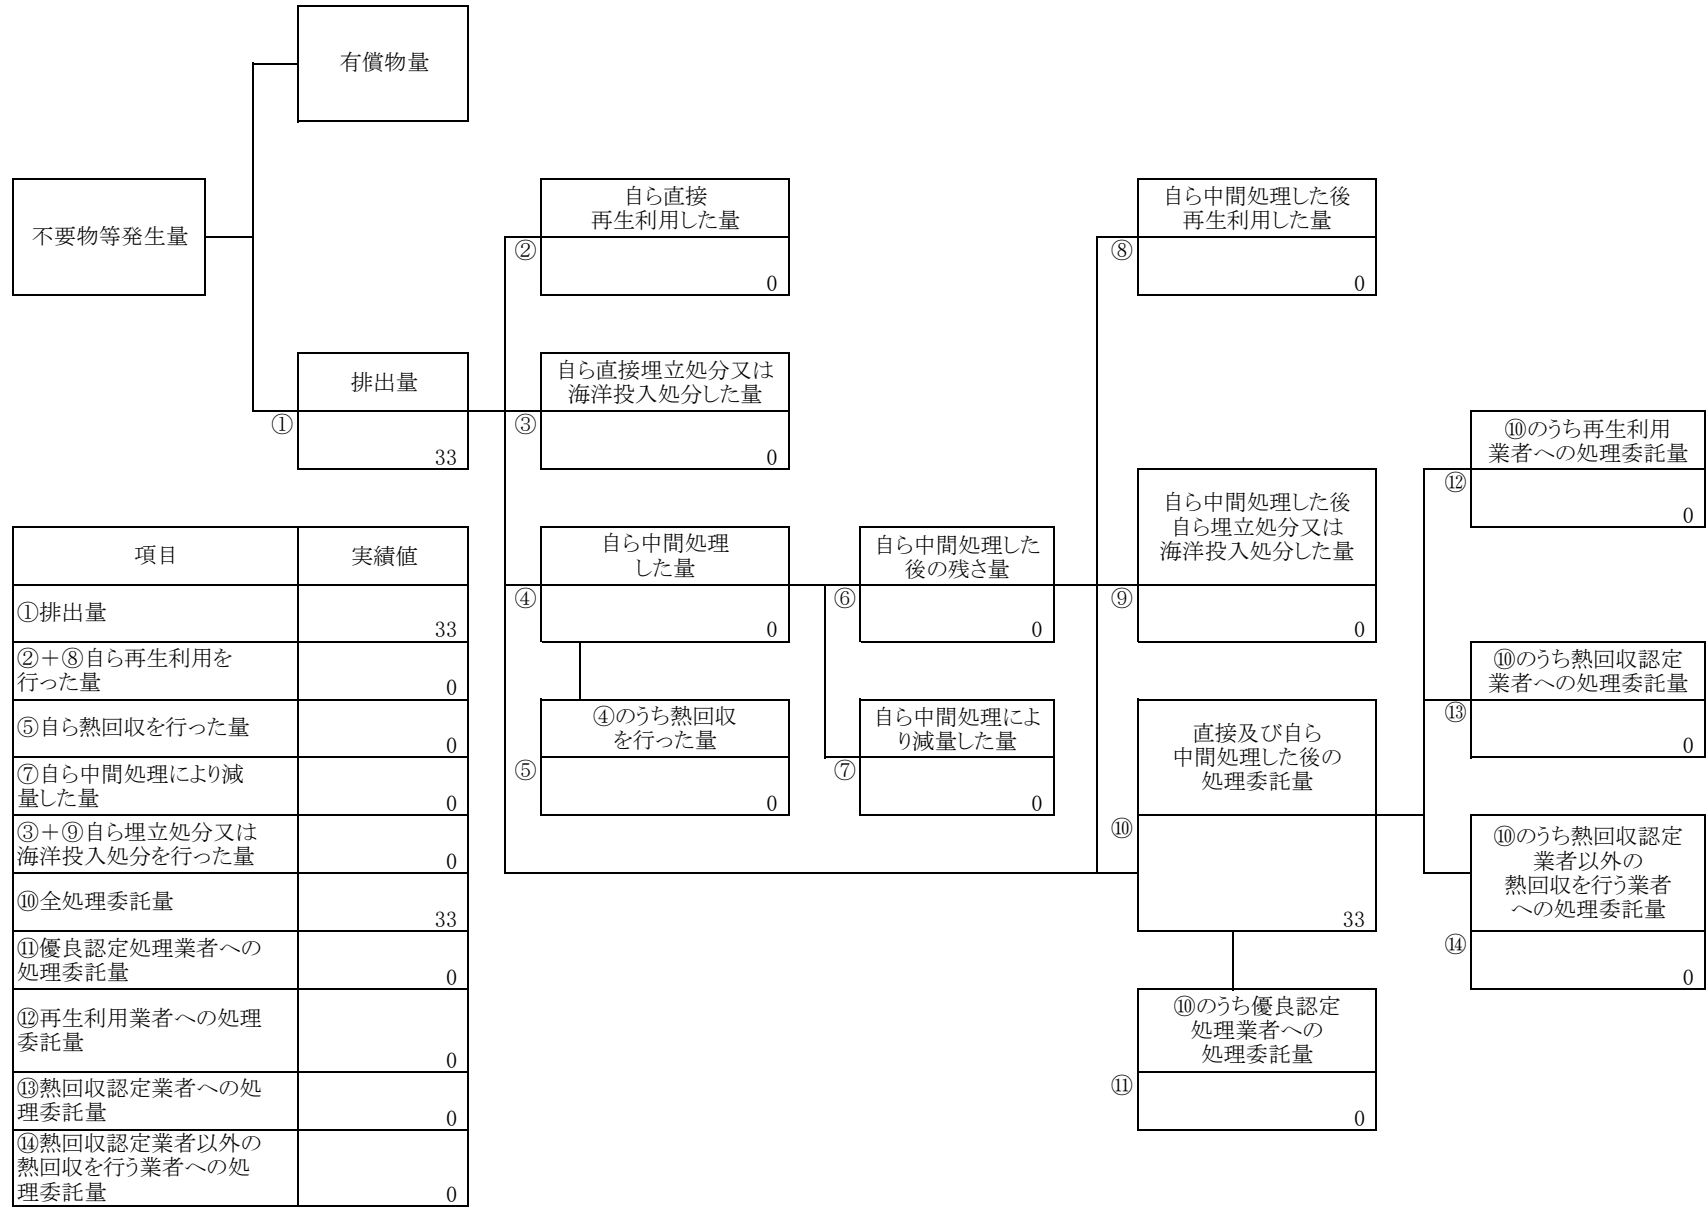 有償物量
不要物等発生量
自ら直接
再生利用した量
②
0
自ら中間処理した後
再生利用した量
⑧
0
排出量
①
33
自ら直接埋立処分又は
海洋投入処分した量
③
0
⑩のうち再生利用
業者への処理委託量
⑫
0
自ら中間処理
した量
④
0
自ら中間処理した
後の残さ量
⑥
0
自ら中間処理した後
自ら埋立処分又は
海洋投入処分した量
⑨
0
⑩のうち熱回収認定
業者への処理委託量
⑬
0
④のうち熱回収
を行った量
⑤
0
自ら中間処理によ
り減量した量
⑦
0
直接及び自ら
中間処理した後の
処理委託量
⑩
33
⑩のうち熱回収認定
業者以外の
熱回収を行う業者
への処理委託量
⑭
0
⑩のうち優良認定
処理業者への
処理委託量
⑪
0
項目 実績値
①排出量
33
②＋⑧自ら再生利用を
行った量
0
⑤自ら熱回収を行った量
0
⑦自ら中間処理により減
量した量
0
③＋⑨自ら埋立処分又は
海洋投入処分を行った量
0
⑩全処理委託量
33
⑪優良認定処理業者への
処理委託量
0
⑫再生利用業者への処理
委託量
0
⑬熱回収認定業者への処
理委託量
0
⑭熱回収認定業者以外の
熱回収を行う業者への処
理委託量
0